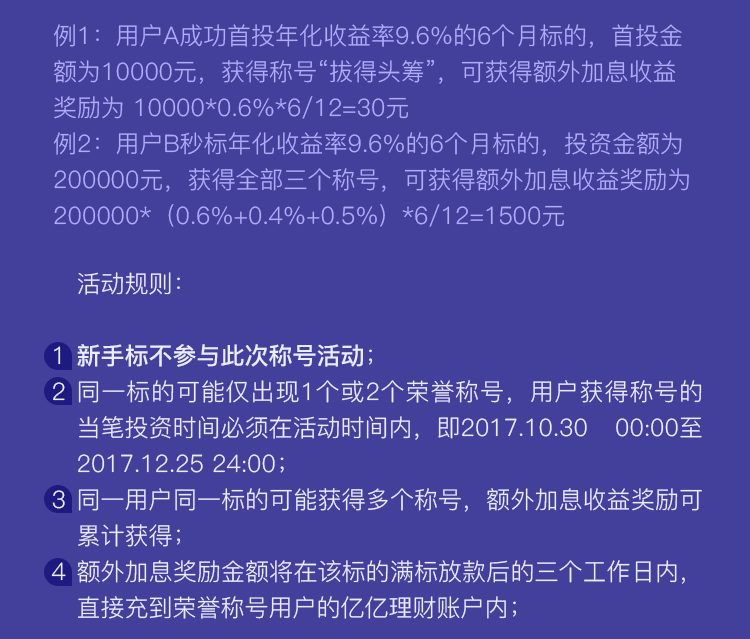 例1：用户A成功首投年化收益率9.6%的6个月标的，首投金
额为10000元，获得称号“拔得头筹”，可获得额外加息收益
奖励为 10000*0.6%*6/12=30元
例2：用户B秒标年化收益率9.6%的6个月标的，投资金额为
200000元，获得全部三个称号，可获得额外加息收益奖励为
200000*（0.6%+0.4%+0.5%）*6/12=1500元
活动规则：
1 新手标不参与此次称号活动；
2 同一标的可能仅出现1个或2个荣誉称号，用户获得称号的
当笔投资时间必须在活动时间内，即2017.10.30 00:00至
2017.12.25 24:00；
3 同一用户同一标的可能获得多个称号，额外加息收益奖励可
累计获得；
4 额外加息奖励金额将在该标的满标放款后的三个工作日内，
直接充到荣誉称号用户的亿亿理财账户内；